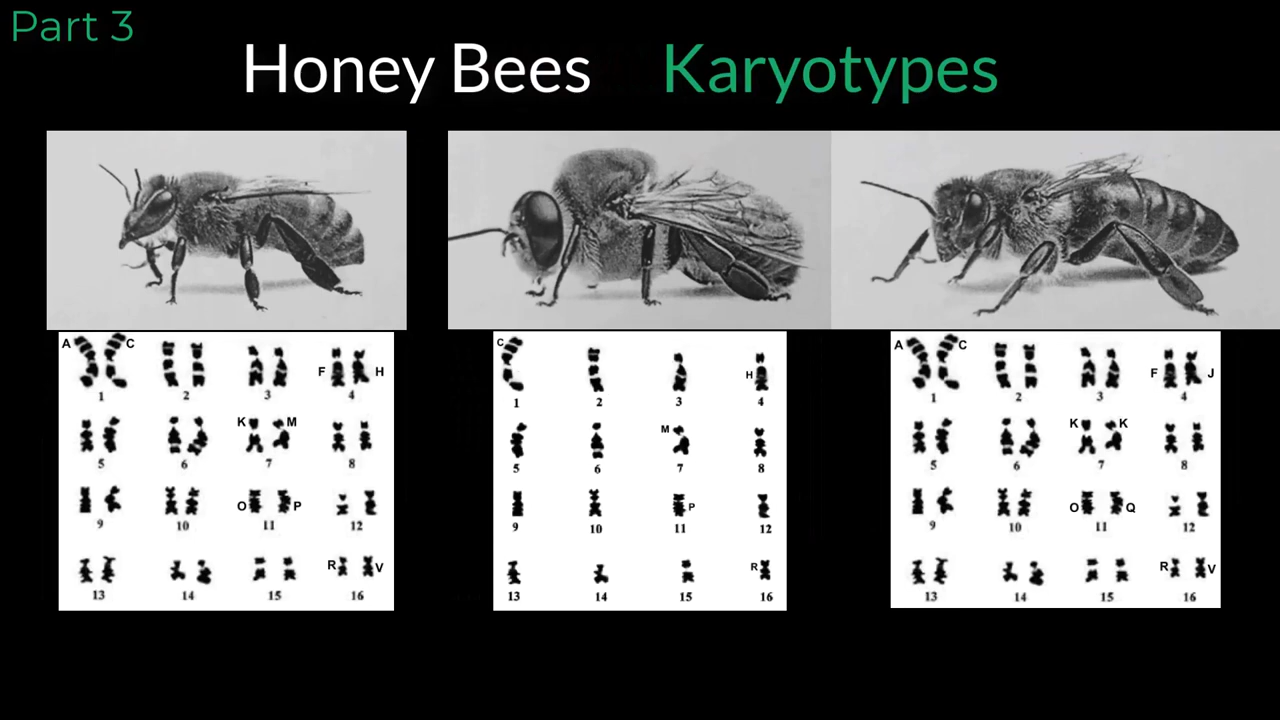 Part 3
Honey Bees Karyotypes
A C F H
1 2 3 4
K M
5 6 7 8
O P
9 10 11 12
R V
13 14 15 16
C H
1 2 3 4
M
5 6 7 8
P
9 10 11 12
R
13 14 15 16
A C F J
1 2 3 4
K K
5 6 7 8
O Q
9 10 11 12
R V
13 14 15 16